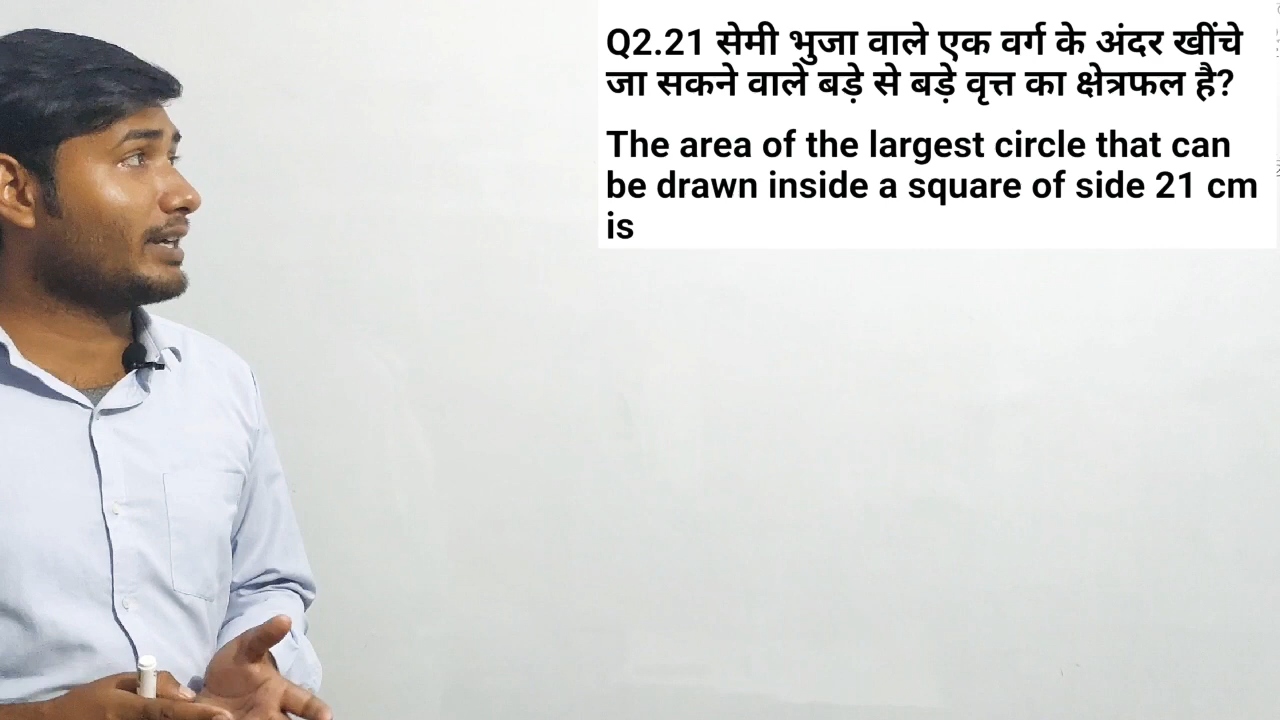 Q2.21 सेमी भुजा वाले एक वर्ग के अंदर खींचे
जा सकने वाले बड़े से बड़े वृत्त का क्षेत्रफल है?
The area of the largest circle that can
be drawn inside a square of side 21 cm
is